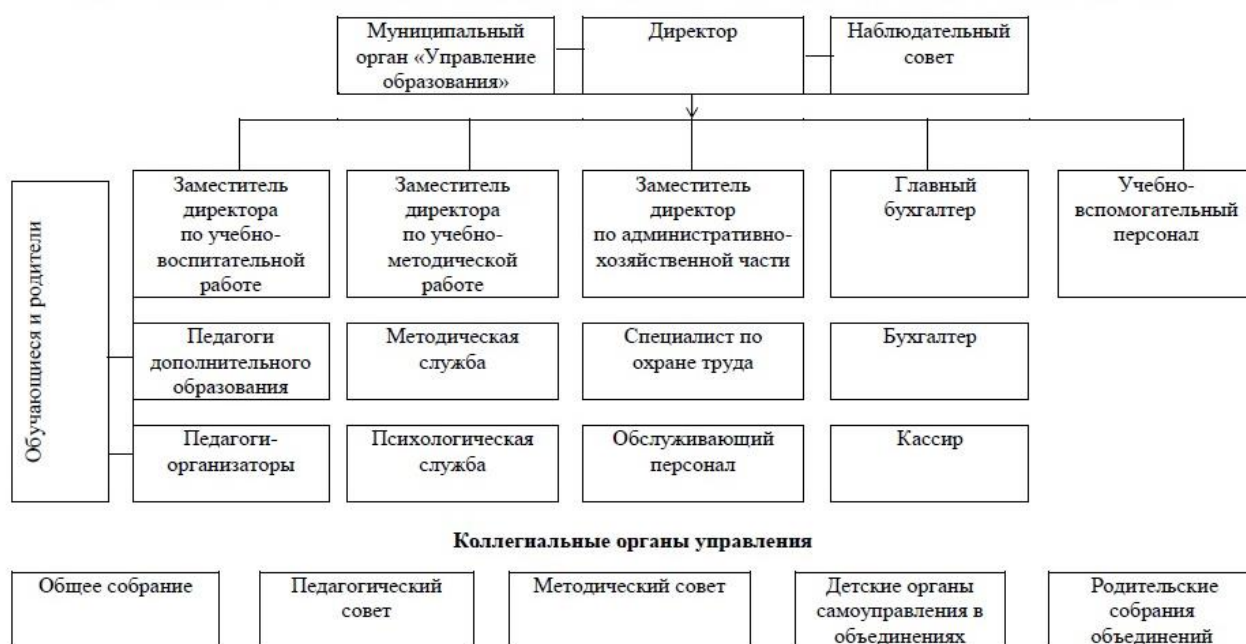 Муниципальный
орган «Управление
образования»
Директор
Наблюдательный
совет
Заместитель
директора
по учебно-
воспитательной
работе
Заместитель
директора
по учебно-
методической
работе
Заместитель
директор
по административно-
хозяйственной части
Главный
бухгалтер
Учебно-
вспомогательный
персонал
Обучающиеся и родители
Педагоги
дополнительного
образования
Методическая
служба
Специалист по
охране труда
Бухгалтер
Педагоги-
организаторы
Психологическая
служба
Обслуживающий
персонал
Кассир
Коллегиальные органы управления
Общее собрание
Педагогический
совет
Методический совет
Детские органы
самоуправления в
объединениях
Родительские
собрания
объединений